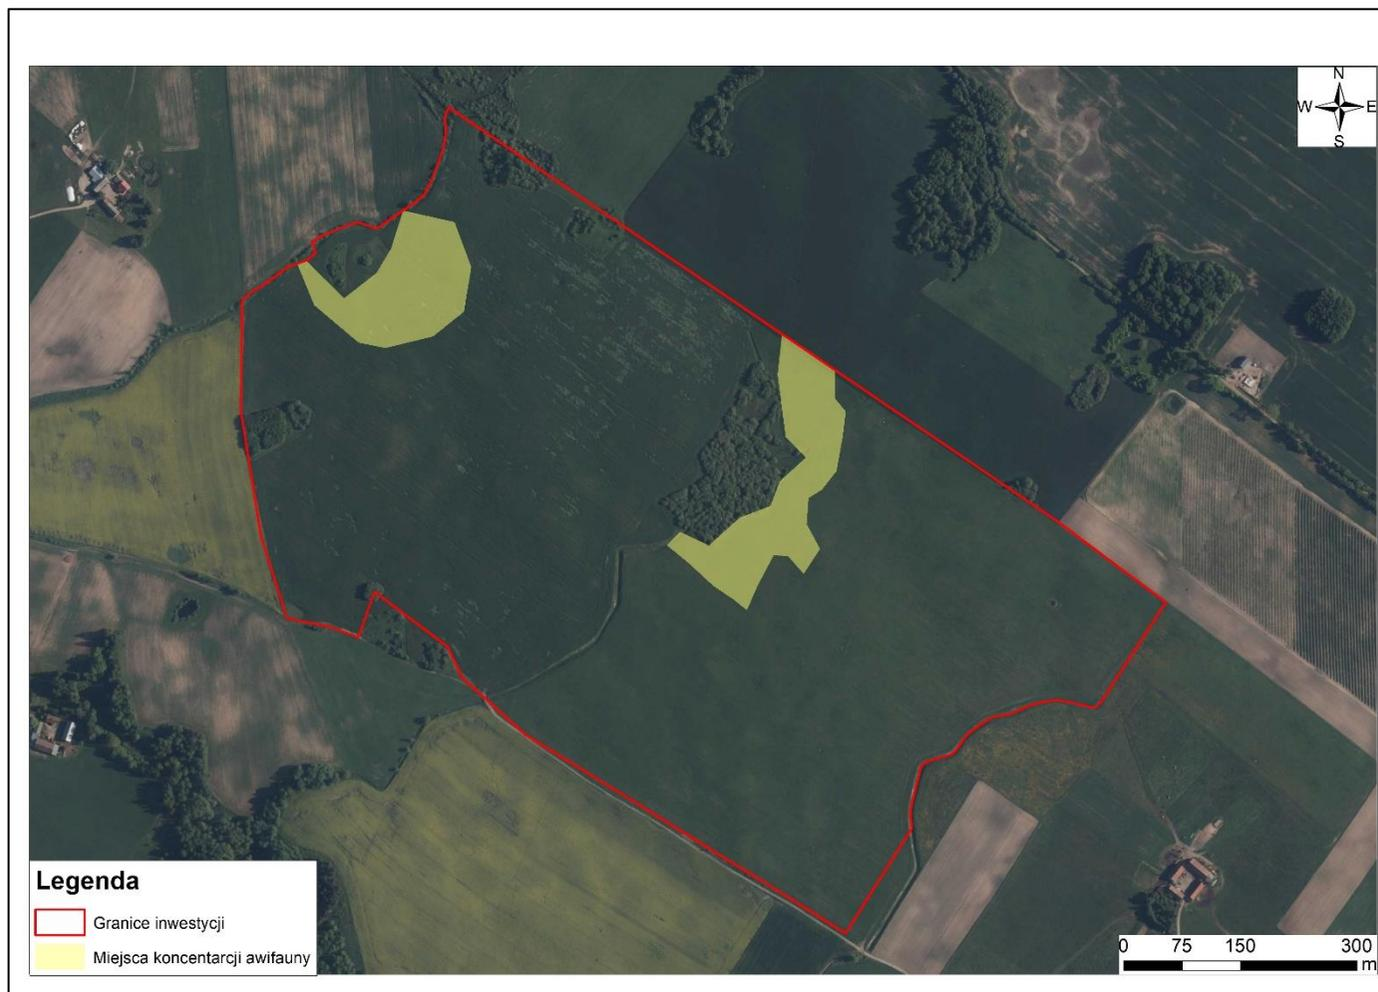 N
W E
S
Legenda
Granice inwestycji
Miejsca koncentarcji awifauny
0 75 150 300
m